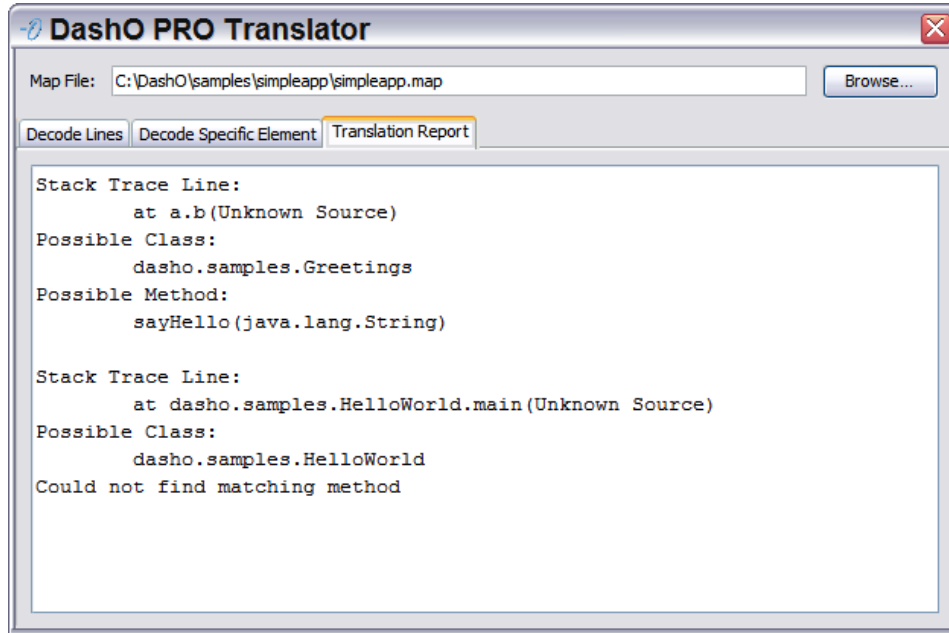 DashO PRO Translator
Map File: C:\DashO\samples\simpleapp\simpleapp.map Browse...
Decode Lines Decode Specific Element Translation Report
Stack Trace Line:
at a.b(Unknown Source)
Possible Class:
dasho.samples.Greetings
Possible Method:
sayHello(java.lang.String)
Stack Trace Line:
at dasho.samples.HelloWorld.main(Unknown Source)
Possible Class:
dasho.samples.HelloWorld
Could not find matching method